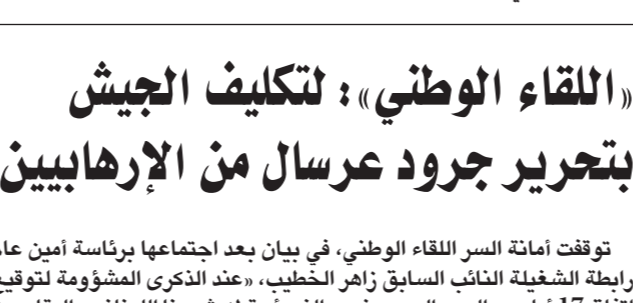 «اللقاء الوطني»: لتكليف الجيش
بتحرير جرود عرسال من الإرهابيين
توقفت أمانة السر اللقاء الوطني، في بيان بعد اجتماعها برئاسة أمين عام
رابطة الشغيلة النائب السابق زاهر الخطيب، «عند الذكرى المشؤومة لتوقيع
17